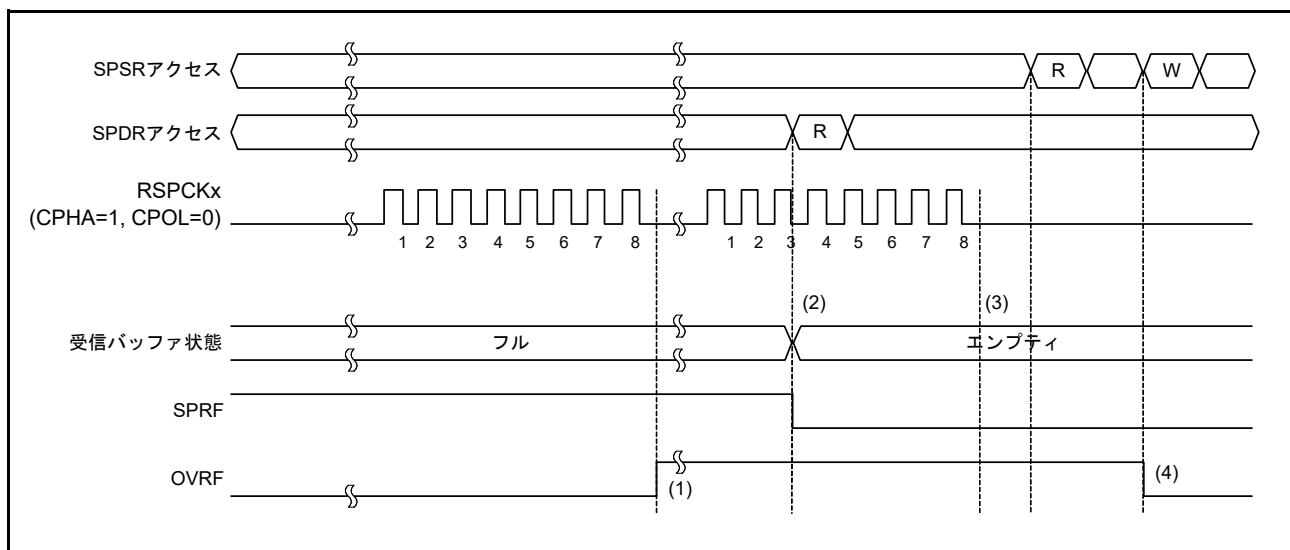 SPSRアクセス R W
SPDRアクセス R
RSPCKx
(CPHA=1, CPOL=0)
1 2 3 4 5 6 7 8 1 2 3 4 5 6 7 8
(2) (3)
受信バッファ状態 フル エンプティ
SPRF
OVRF (1) (4)